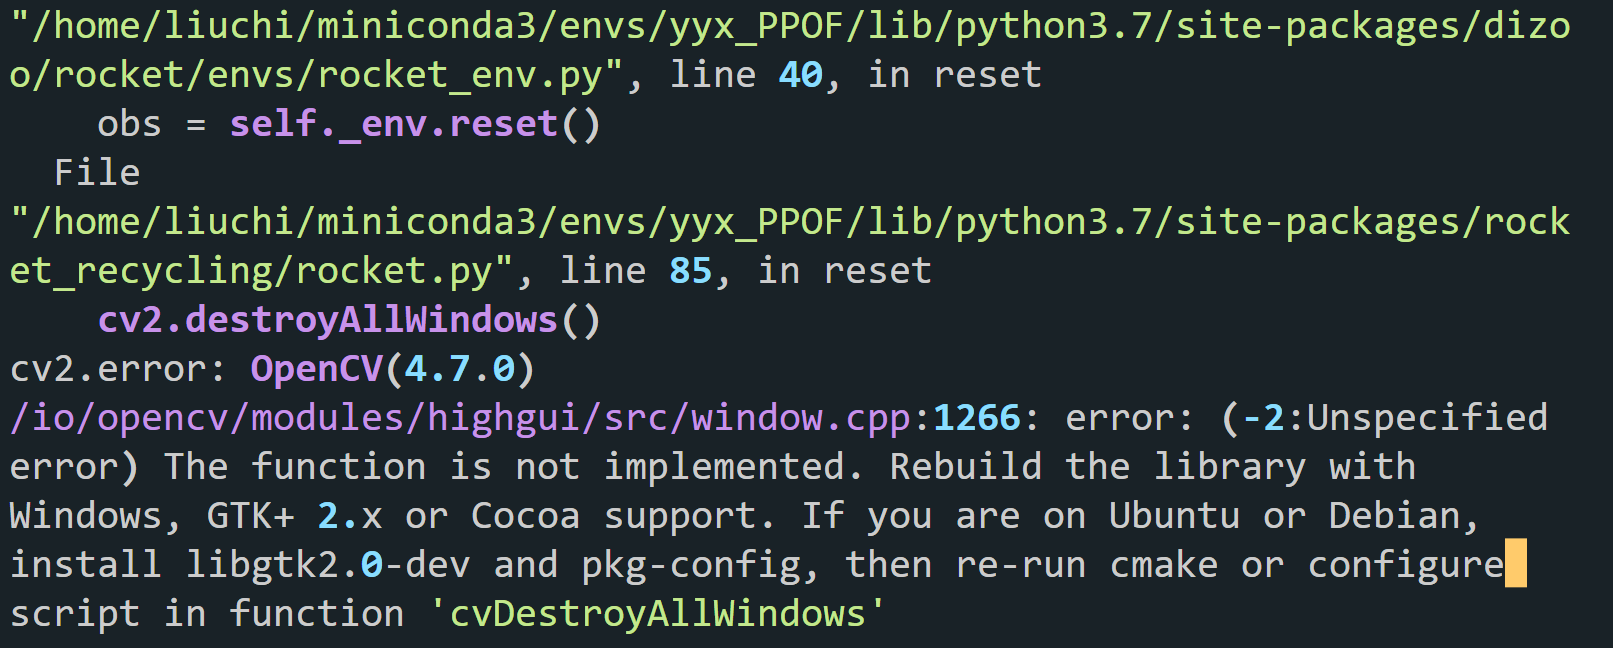 "/home/liuchi/miniconda3/envs/yyx_PPOF/lib/python3.7/site-packages/dizo
o/rocket/envs/rocket_env.py", line 40, in reset
    obs = self._env.reset()
  File
"/home/liuchi/miniconda3/envs/yyx_PPOF/lib/python3.7/site-packages/rock
et_recycling/rocket.py", line 85, in reset
    cv2.destroyAllWindows()
cv2.error: OpenCV(4.7.0)
/io/opencv/modules/highgui/src/window.cpp:1266: error: (-2:Unspecified
error) The function is not implemented. Rebuild the library with
Windows, GTK+ 2.x or Cocoa support. If you are on Ubuntu or Debian,
install libgtk2.0-dev and pkg-config, then re-run cmake or configure
script in function 'cvDestroyAllWindows'